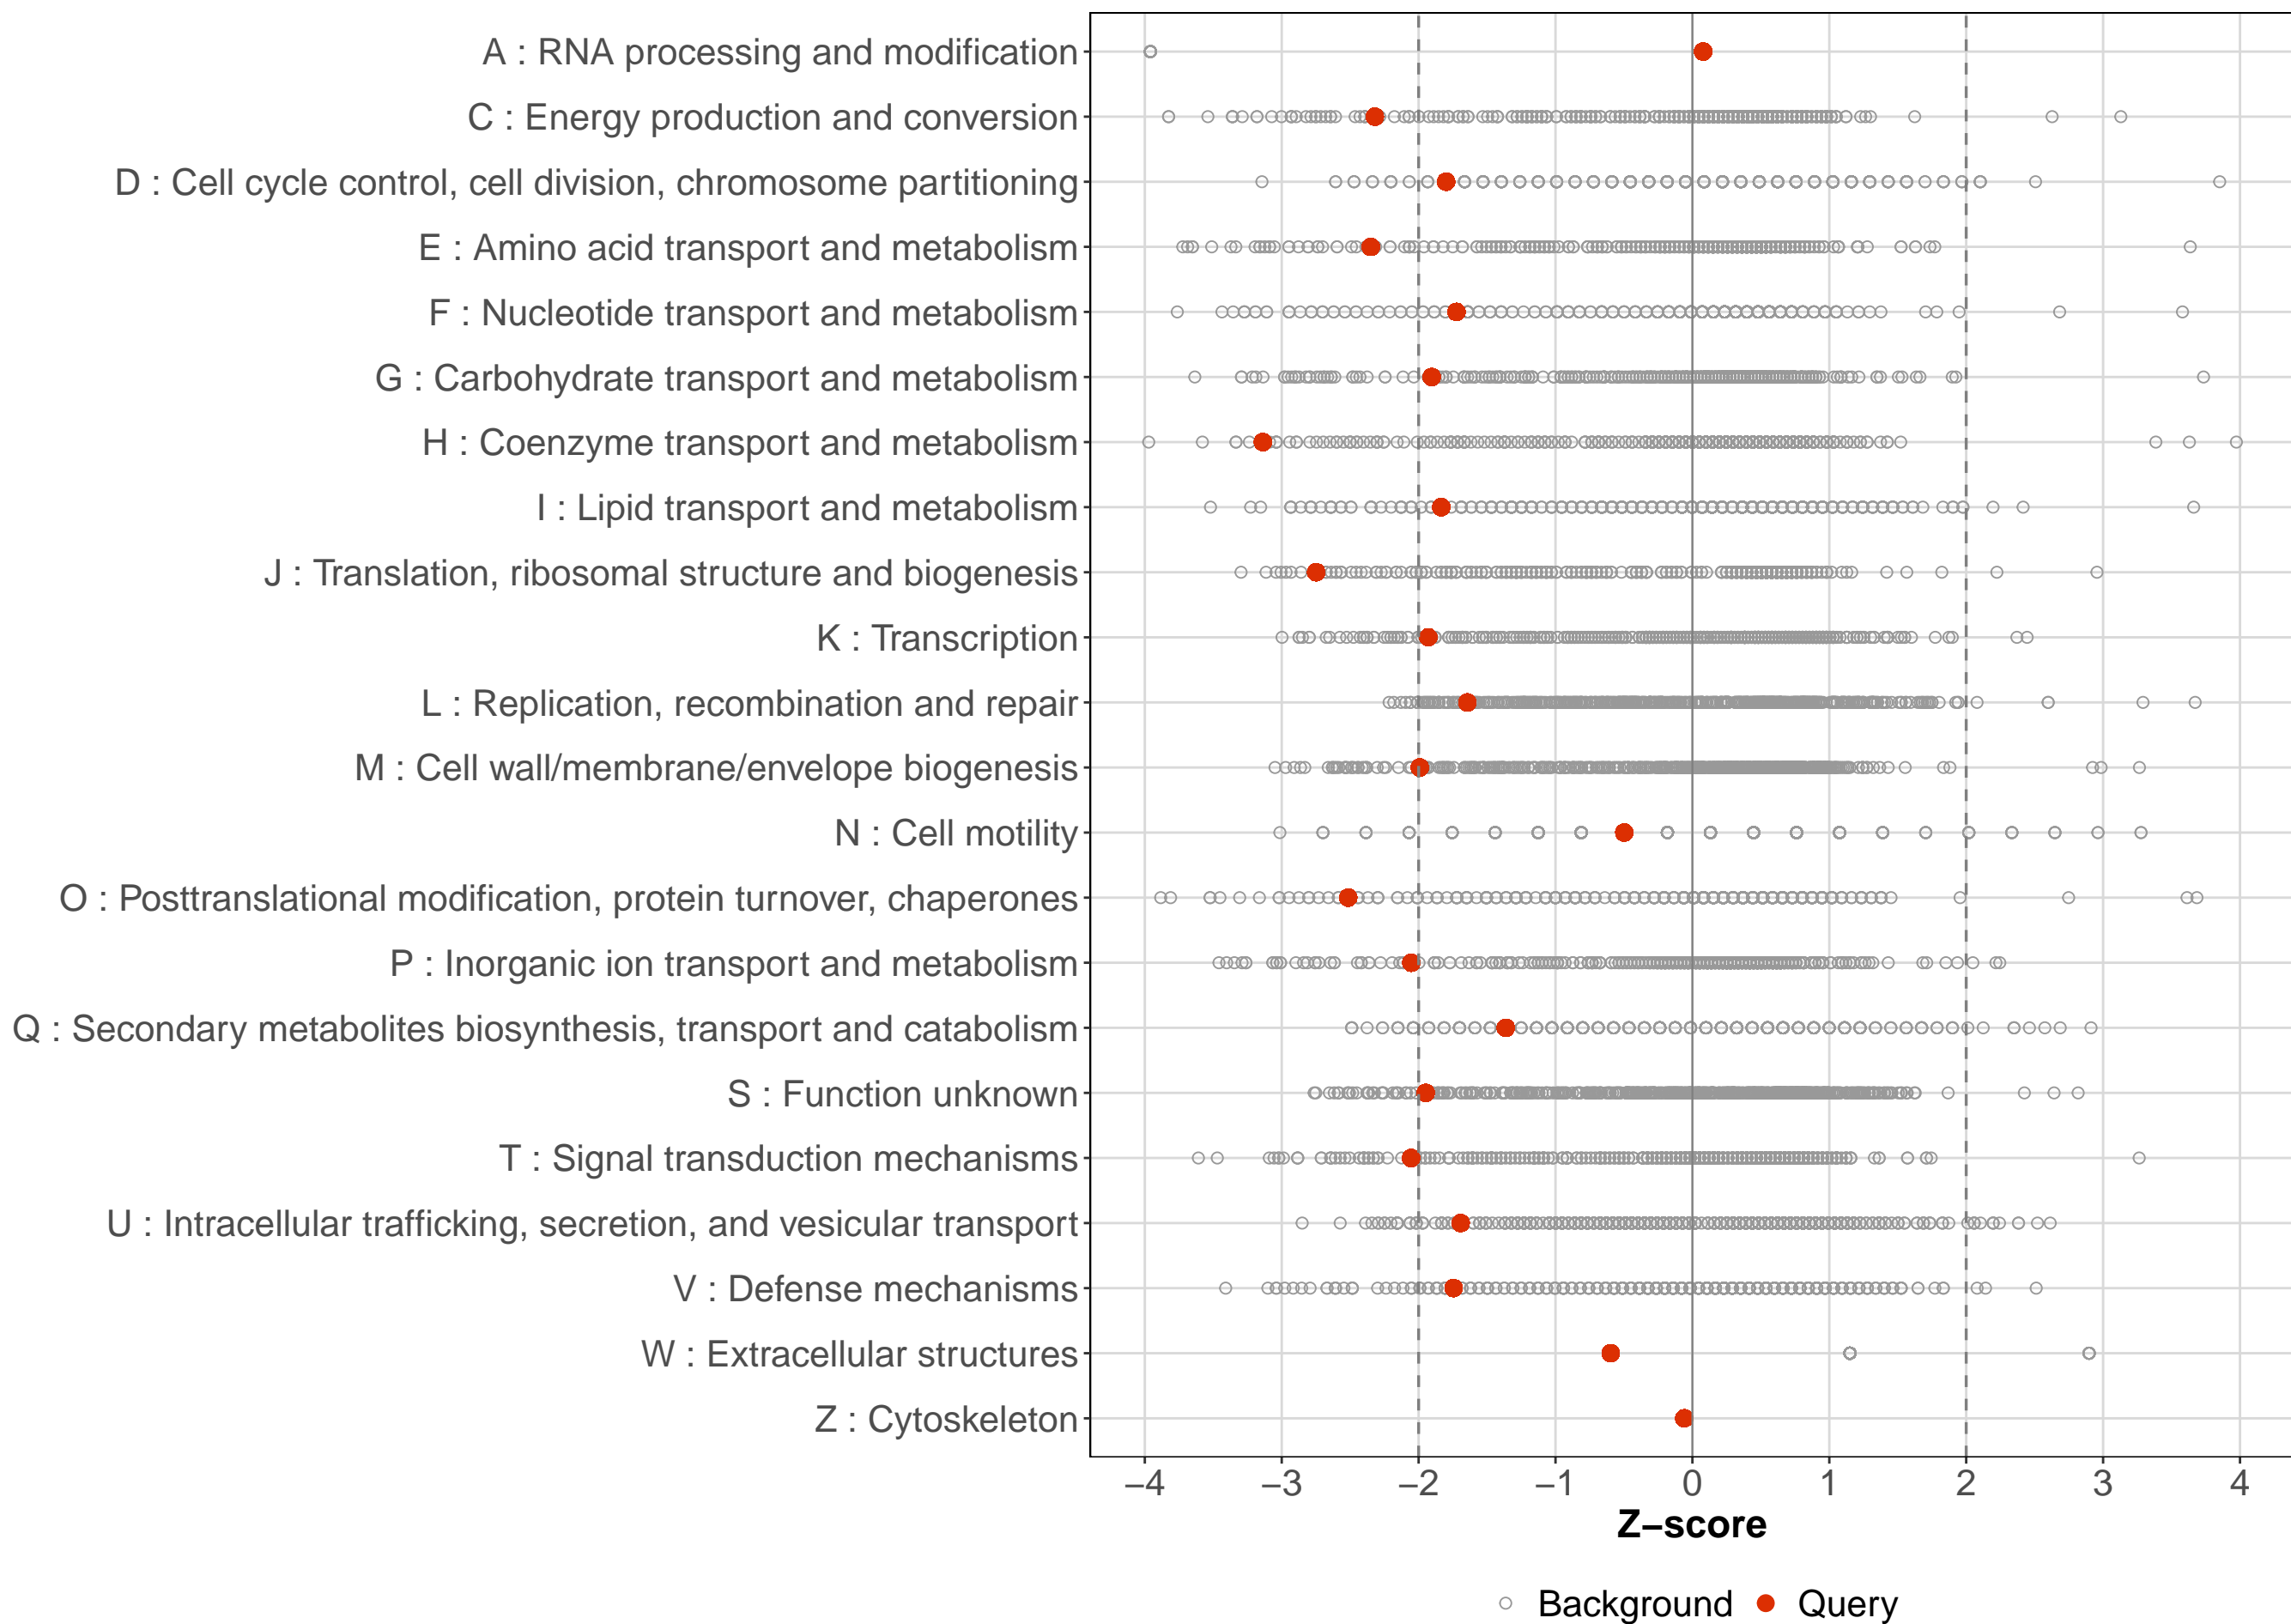 A : RNA processing and modification
C : Energy production and conversion
D : Cell cycle control, cell division, chromosome partitioning
E : Amino acid transport and metabolism
F : Nucleotide transport and metabolism
G : Carbohydrate transport and metabolism
H : Coenzyme transport and metabolism
I : Lipid transport and metabolism
J : Translation, ribosomal structure and biogenesis
K : Transcription
L : Replication, recombination and repair
M : Cell wall/membrane/envelope biogenesis
N : Cell motility
O : Posttranslational modification, protein turnover, chaperones
P : Inorganic ion transport and metabolism
Q : Secondary metabolites biosynthesis, transport and catabolism
S : Function unknown
T : Signal transduction mechanisms
U : Intracellular trafficking, secretion, and vesicular transport
V : Defense mechanisms
W : Extracellular structures
Z : Cytoskeleton
−4 −3 −2 −1 0 1 2 3 4
Z−score
Background Query